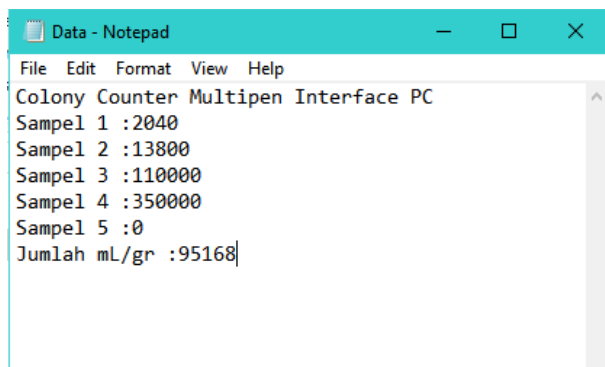 Data - Notepad
File Edit Format View Help
Colony Counter Multipen Interface PC
Sampel 1 :2040
Sampel 2 :13800
Sampel 3 :110000
Sampel 4 :350000
Sampel 5 :0
Jumlah mL/gr :95168